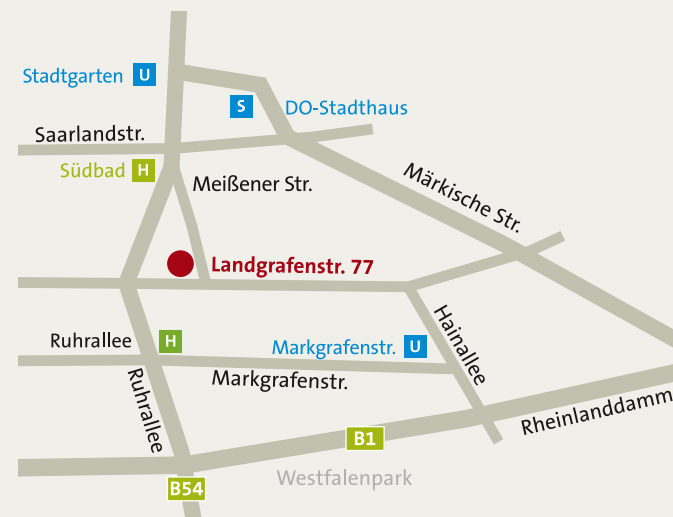 Stadtgarten U
S DO-Stadthaus
Saarlandstr.
Südbad H
Meißener Str.
Märkische Str.
Landgrafenstr. 77
Ruhrallee H
Markgrafenstr. U
Hainallee
Markgrafenstr.
Ruhrallee
Rheinlanddamm
B1
Westfalenpark
B54